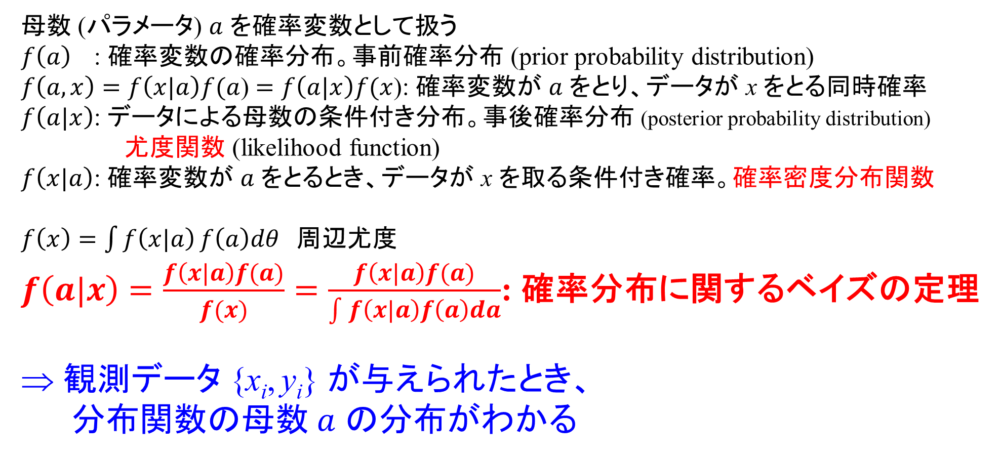 母数 (パラメータ) a を確率変数として扱う
f(a) : 確率変数の確率分布。事前確率分布 (prior probability distribution)
f(a,x) = f(x|a)f(a) = f(a|x)f(x): 確率変数が a をとり、データが x をとる同時確率
f(a|x): データによる母数の条件付き分布。事後確率分布 (posterior probability distribution)
尤度関数 (likelihood function)
f(x|a): 確率変数が a をとるとき、データが x を取る条件付き確率。確率密度分布関数
f(x) = ∫ f(x|a) f(a)dθ 周辺尤度
f(a|x) = f(x|a)f(a) / f(x) = f(x|a)f(a) / ∫ f(x|a)f(a)da : 確率分布に関するベイズの定理
⇒ 観測データ {x_i, y_i} が与えられたとき、
分布関数の母数 a の分布がわかる